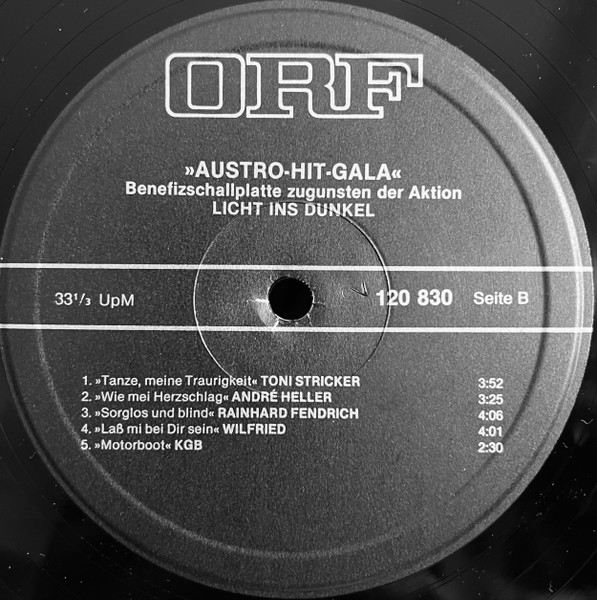 ORF
»AUSTRO-HIT-GALA«
Benefizschallplatte zugunsten der Aktion
LICHT INS DUNKEL
33 1/3 UpM 120 830 Seite B
1. »Tanze, meine Traurigkeit« TONI STRICKER 3:52
2. »Wie mei Herzschlag« ANDRÉ HELLER 3:25
3. »Sorglos und blind« RAINHARD FENDRICH 4:06
4. »Laß mi bei Dir sein« WILFRIED 4:01
5. »Motorboot« KGB 2:30